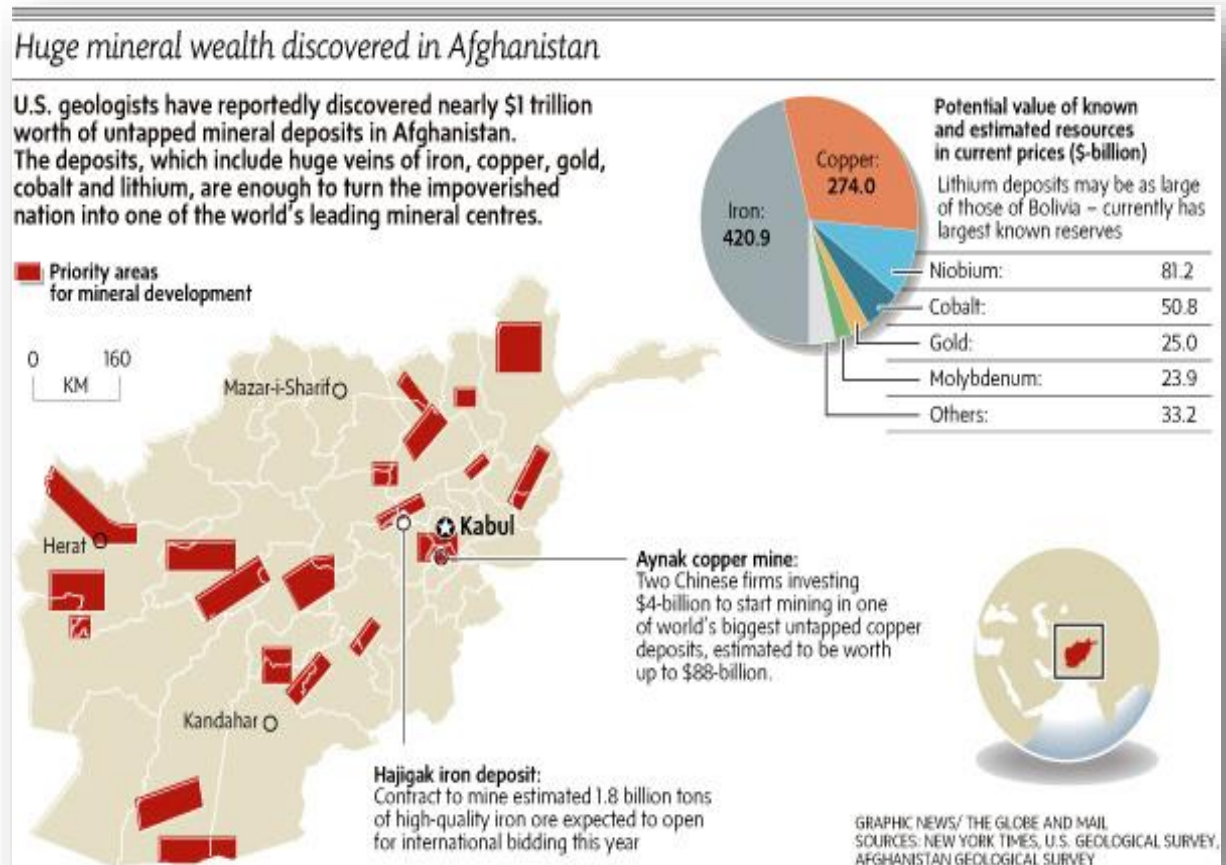 Huge mineral wealth discovered in Afghanistan
U.S. geologists have reportedly discovered nearly $1 trillion
worth of untapped mineral deposits in Afghanistan.
The deposits, which include huge veins of iron, copper, gold,
cobalt and lithium, are enough to turn the impoverished
nation into one of the world's leading mineral centres.
Priority areas
for mineral development
0 160
KM
Mazar-i-Sharif
Herat
Kabul
Kandahar
Copper:
274.0
Iron:
420.9
Potential value of known
and estimated resources
in current prices ($-billion)
Lithium deposits may be as large
of those of Bolivia – currently has
largest known reserves
Niobium: 81.2
Cobalt: 50.8
Gold: 25.0
Molybdenum: 23.9
Others: 33.2
Aynak copper mine:
Two Chinese firms investing
$4-billion to start mining in one
of world's biggest untapped copper
deposits, estimated to be worth
up to $88-billion.
Hajigak iron deposit:
Contract to mine estimated 1.8 billion tons
of high-quality iron ore expected to open
for international bidding this year
GRAPHIC NEWS/ THE GLOBE AND MAIL
SOURCES: NEW YORK TIMES, U.S. GEOLOGICAL SURVEY,
AFGHANISTAN GEOLOGICAL SURVEY